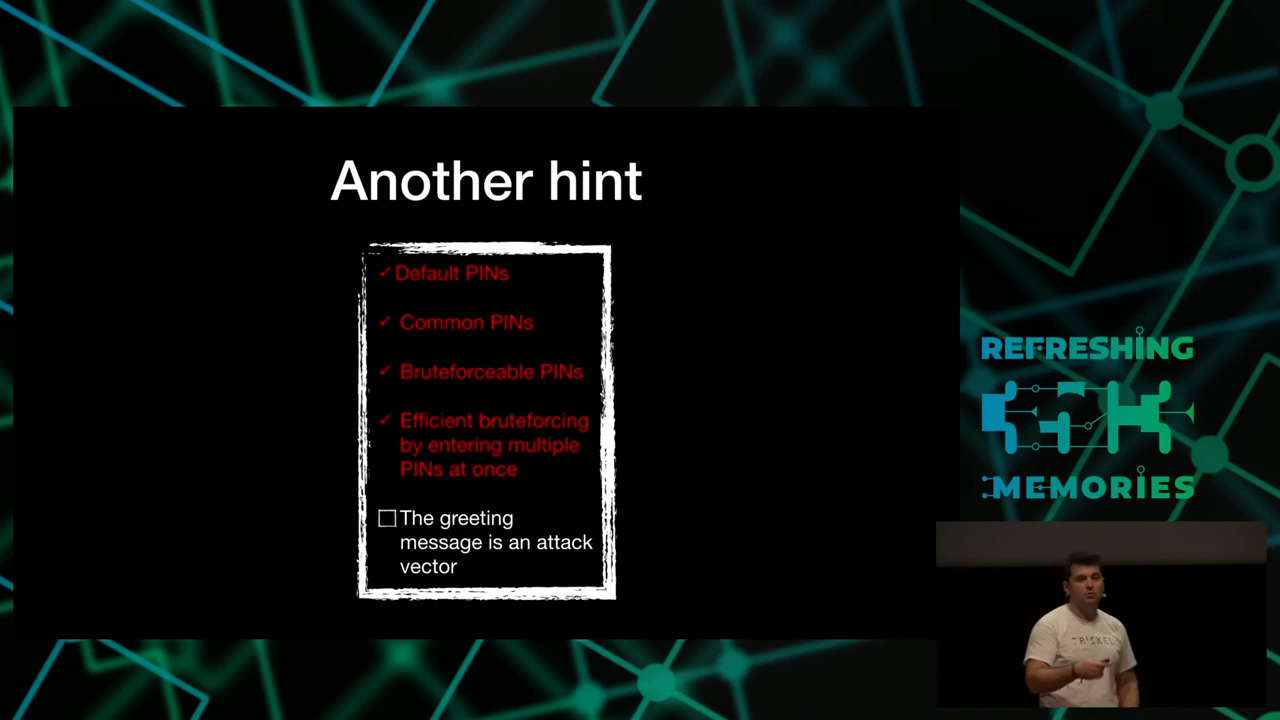 Another hint
✓ Default PINs
✓ Common PINs
✓ Bruteforceable PINs
✓ Efficient bruteforcing
by entering multiple
PINs at once
☐ The greeting
message is an attack
vector
REFRESHING
MEMORIES